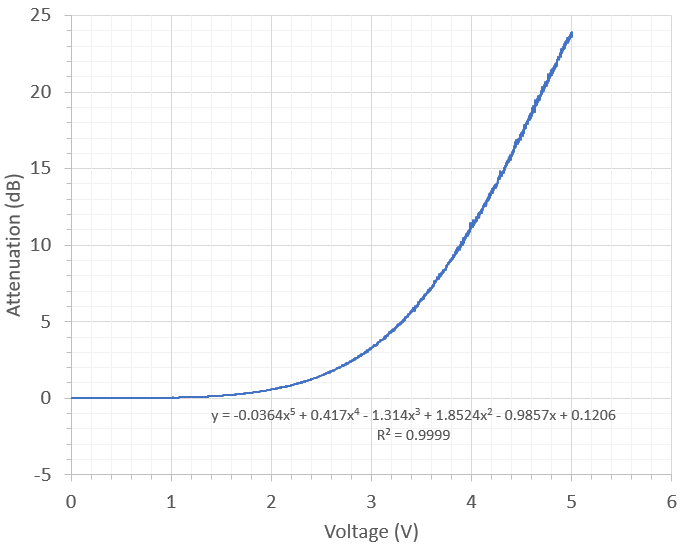 25
20
15
10
5
0
-5
Attenuation (dB)
y = -0.0364x⁵ + 0.417x⁴ - 1.314x³ + 1.8524x² - 0.9857x + 0.1206
R² = 0.9999
0 1 2 3 4 5 6
Voltage (V)